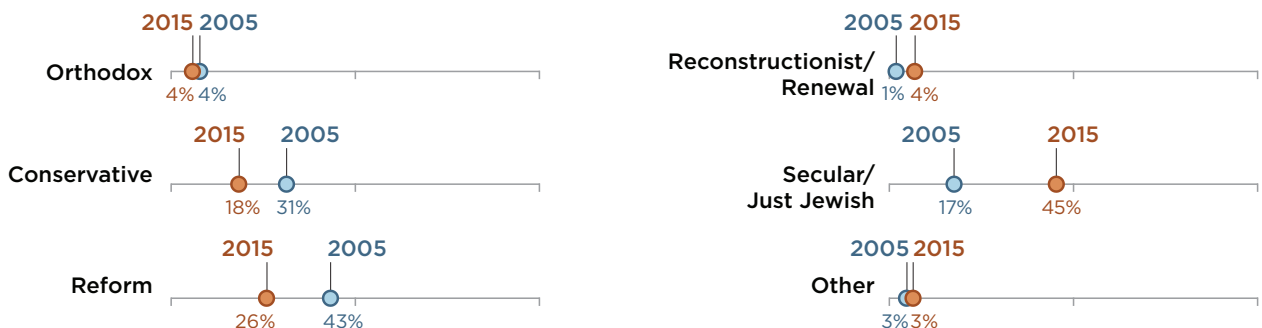 2015 2005
Orthodox
4% 4%
2015 2005
Conservative
18% 31%
2015 2005
Reform
26% 43%
2005 2015
Reconstructionist/
Renewal
1% 4%
2005 2015
Secular/
Just Jewish
17% 45%
2005 2015
Other
3% 3%